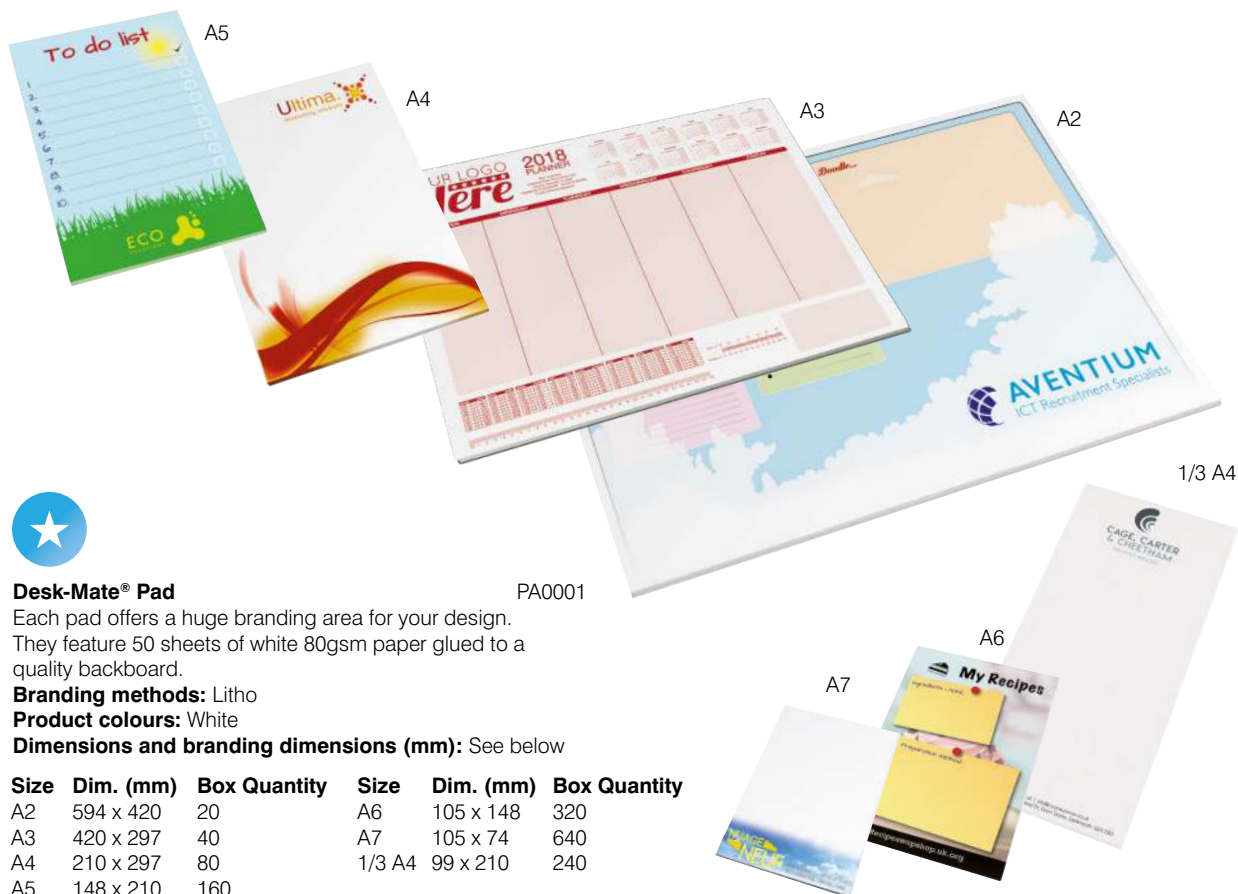 A5
To do list
1.
2.
3.
4.
5.
6.
7.
8.
9.
10.
ECO
A4
Ultima.
A3
UR LOGO
Here
2018
PLANNER
A2
Doodle...
AVENTIUM
ICT Recruitment Specialists
1/3 A4
CAGE, CARTER
& CHEETHAM
A6
My Recipes
Preparation method
A7
NUAGE
NEUF
Desk-Mate® Pad PA0001
Each pad offers a huge branding area for your design.
They feature 50 sheets of white 80gsm paper glued to a
quality backboard.
Branding methods: Litho
Product colours: White
Dimensions and branding dimensions (mm): See below
Size Dim. (mm) Box Quantity Size Dim. (mm) Box Quantity
A2 594 x 420 20 A6 105 x 148 320
A3 420 x 297 40 A7 105 x 74 640
A4 210 x 297 80 1/3 A4 99 x 210 240
A5 148 x 210 160